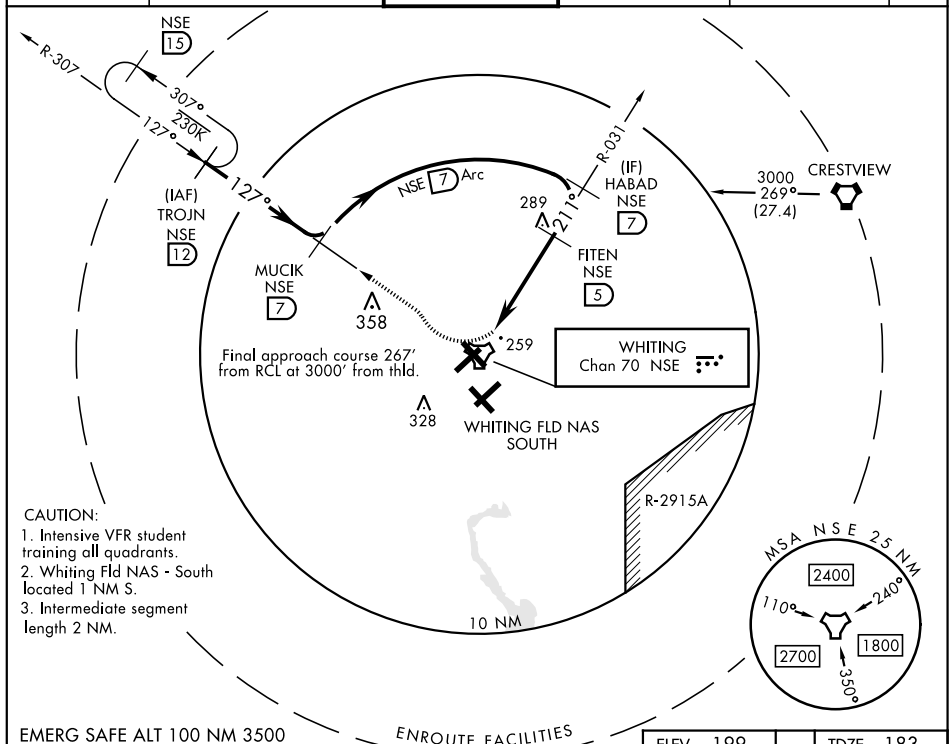 NSE
15
R-307
307°
230K
127°
(IAF)
TROJN
NSE
12
127°
MUCIK
NSE
7
NSE 7 Arc
R-031
(IF)
HABAD
NSE
7
289
211°
FITEN
NSE
5
3000
269°
(27.4)
CRESTVIEW
358
259
Final approach course 267'
from RCL at 3000' from thld.
WHITING
Chan 70 NSE
328
WHITING FLD NAS
SOUTH
R-2915A
CAUTION:
1. Intensive VFR student
training all quadrants.
2. Whiting Fld NAS - South
located 1 NM S.
3. Intermediate segment
length 2 NM.
10 NM
MSA NSE 25 NM
2400
110°
240°
2700
1800
350°
EMERG SAFE ALT 100 NM 3500
ENROUTE FACILITIES
ELEV 199
TDZE 183